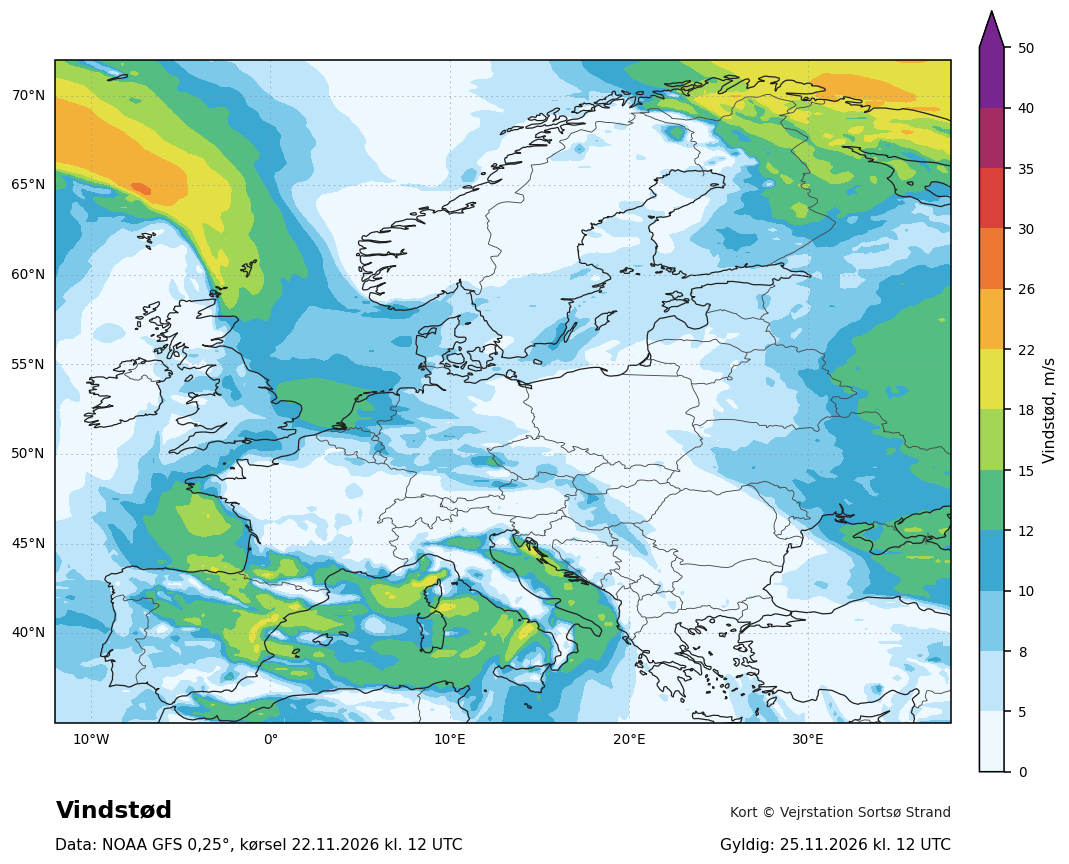 50
40
35
30
26
22
18
15
12
10
8
5
0
Vindstød, m/s
70°N
65°N
60°N
55°N
50°N
45°N
40°N
10°W
0°
10°E
20°E
30°E
Vindstød
Kort © Vejrstation Sortsø Strand
Data: NOAA GFS 0,25°, kørsel 22.11.2026 kl. 12 UTC
Gyldig: 25.11.2026 kl. 12 UTC